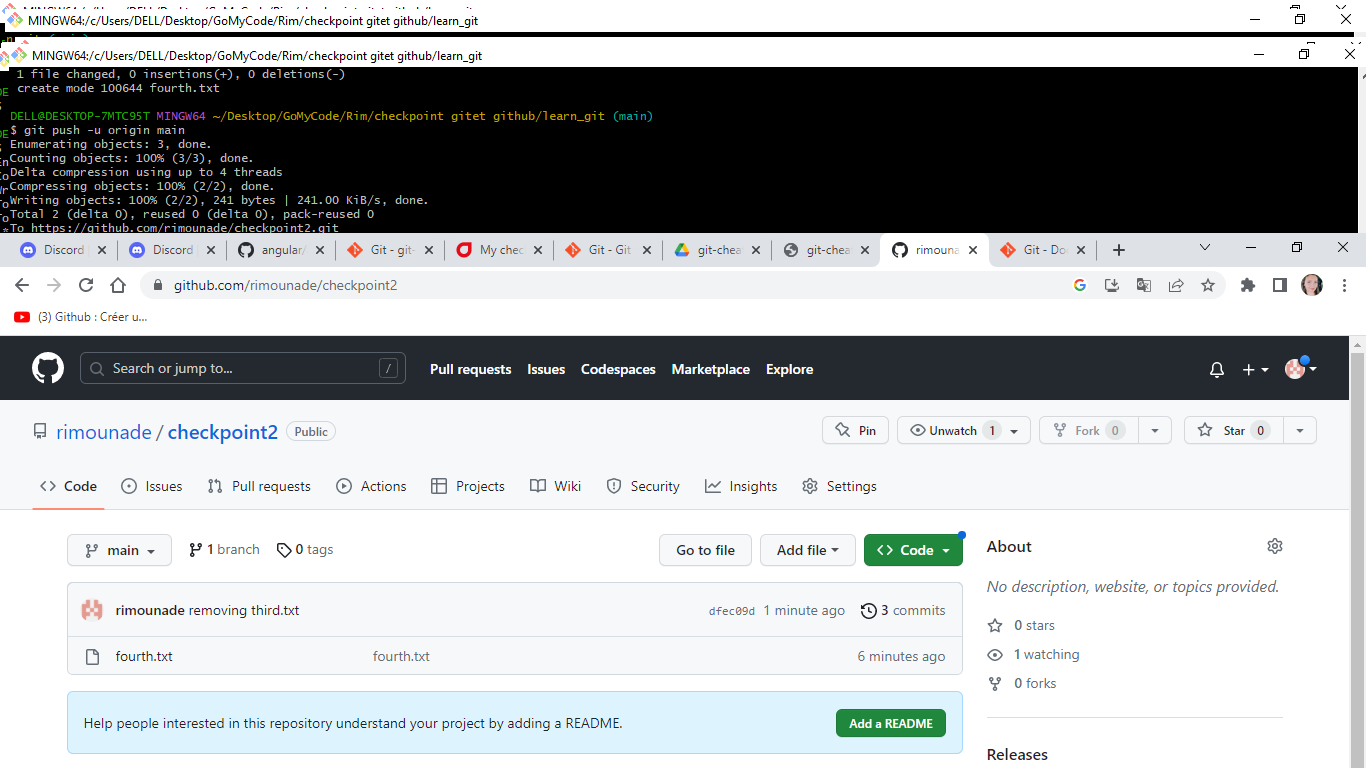 MINGW64:/c/Users/DELL/Desktop/GoMyCode/Rim/checkpoint gitet github/learn_git
MINGW64:/c/Users/DELL/Desktop/GoMyCode/Rim/checkpoint gitet github/learn_git
1 file changed, 0 insertions(+), 0 deletions(-)
create mode 100644 fourth.txt
DELL@DESKTOP-7MTC95T MINGW64 ~/Desktop/GoMyCode/Rim/checkpoint gitet github/learn_git (main)
$ git push -u origin main
Enumerating objects: 3, done.
Counting objects: 100% (3/3), done.
Delta compression using up to 4 threads
Compressing objects: 100% (2/2), done.
Writing objects: 100% (2/2), 241 bytes | 241.00 KiB/s, done.
Total 2 (delta 0), reused 0 (delta 0), pack-reused 0
To https://github.com/rimounade/checkpoint2.git
Discord Discord angular/ Git - git- My chec Git - Git git-chea git-chea rimouna Git - Do
github.com/rimounade/checkpoint2
(3) Github : Créer u...
Search or jump to... / Pull requests Issues Codespaces Marketplace Explore
rimounade / checkpoint2 Public Pin Unwatch 1 Fork 0 Star 0
Code Issues Pull requests Actions Projects Wiki Security Insights Settings
main 1 branch 0 tags Go to file Add file Code About
No description, website, or topics provided.
rimounade removing third.txt dfec09d 1 minute ago 3 commits
0 stars
fourth.txt fourth.txt 6 minutes ago
1 watching
0 forks
Help people interested in this repository understand your project by adding a README. Add a README
Releases